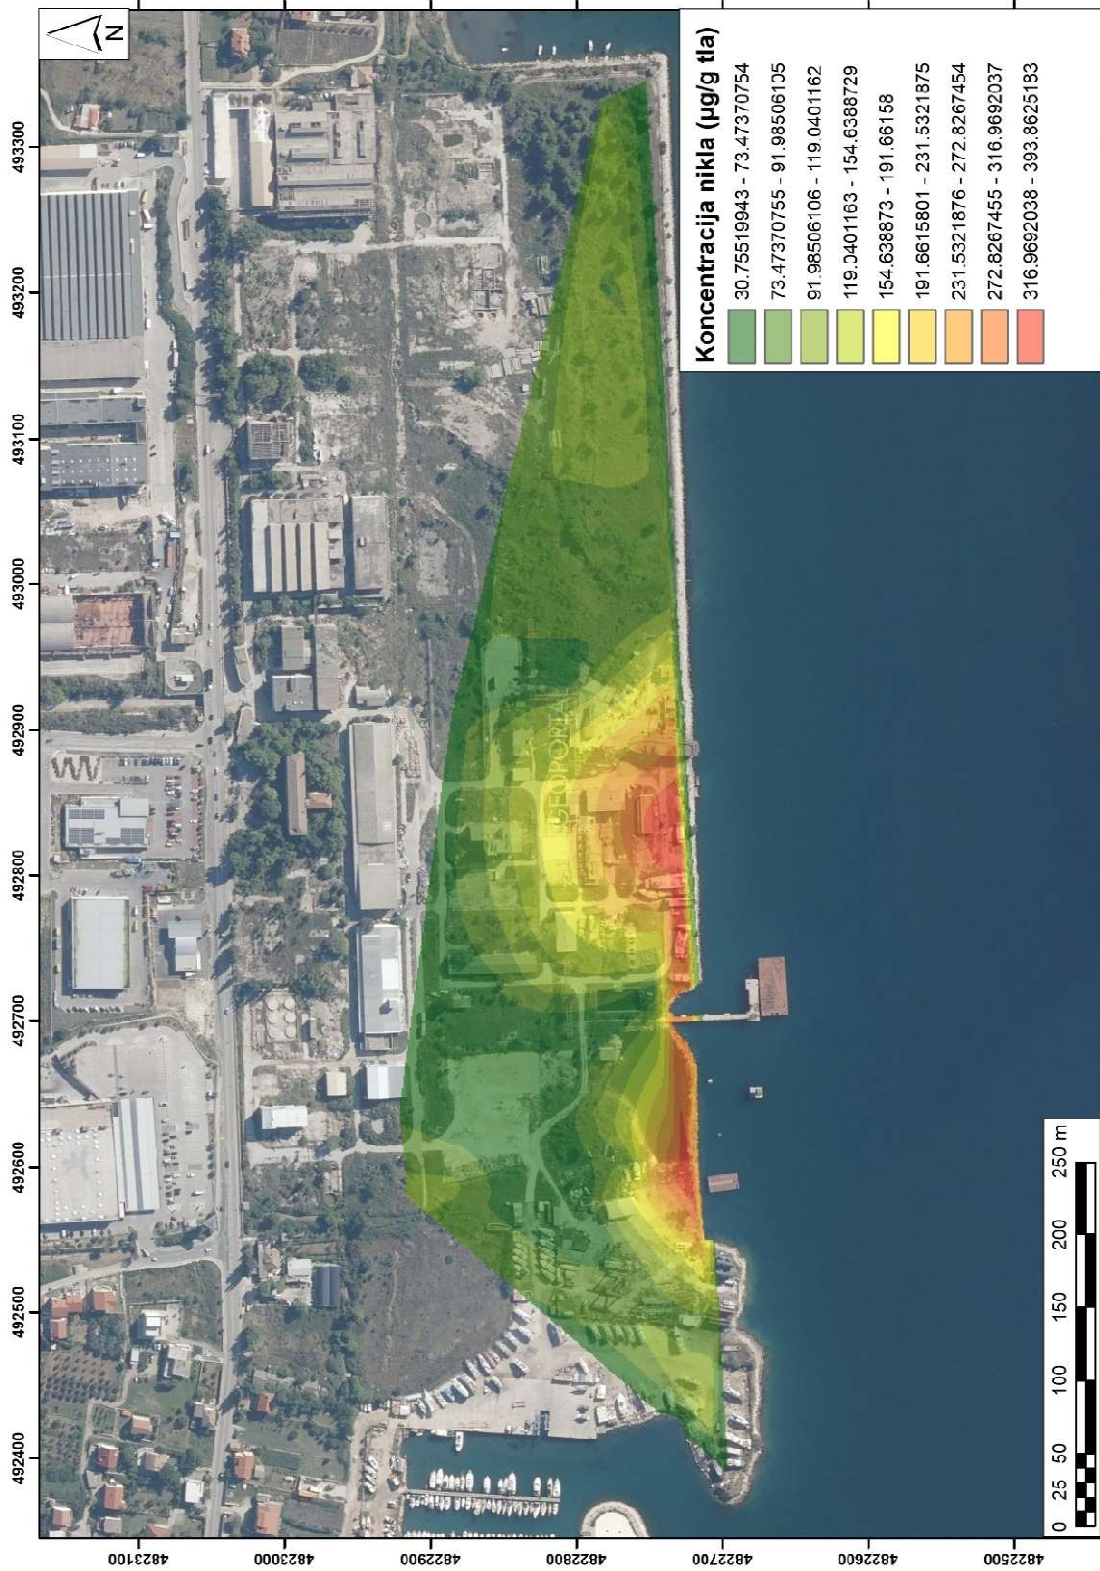 492400 492500 492600 492700 492800 492900 493000 493100 493200 493300
N
4823100
4823000
4822900
4822800
4822700
4822600
4822500
GEOPORTAL
0 25 50 100 150 200 250 m
Koncentracija nikla (µg/g tla)
30.75519943 - 73.47370754
73.47370755 - 91.98506105
91.98506106 - 119.0401162
119.0401163 - 154.6388729
154.638873 - 191.66158
191.6615801 - 231.5321875
231.5321876 - 272.8267454
272.8267455 - 316.9692037
316.9692038 - 393.8625183